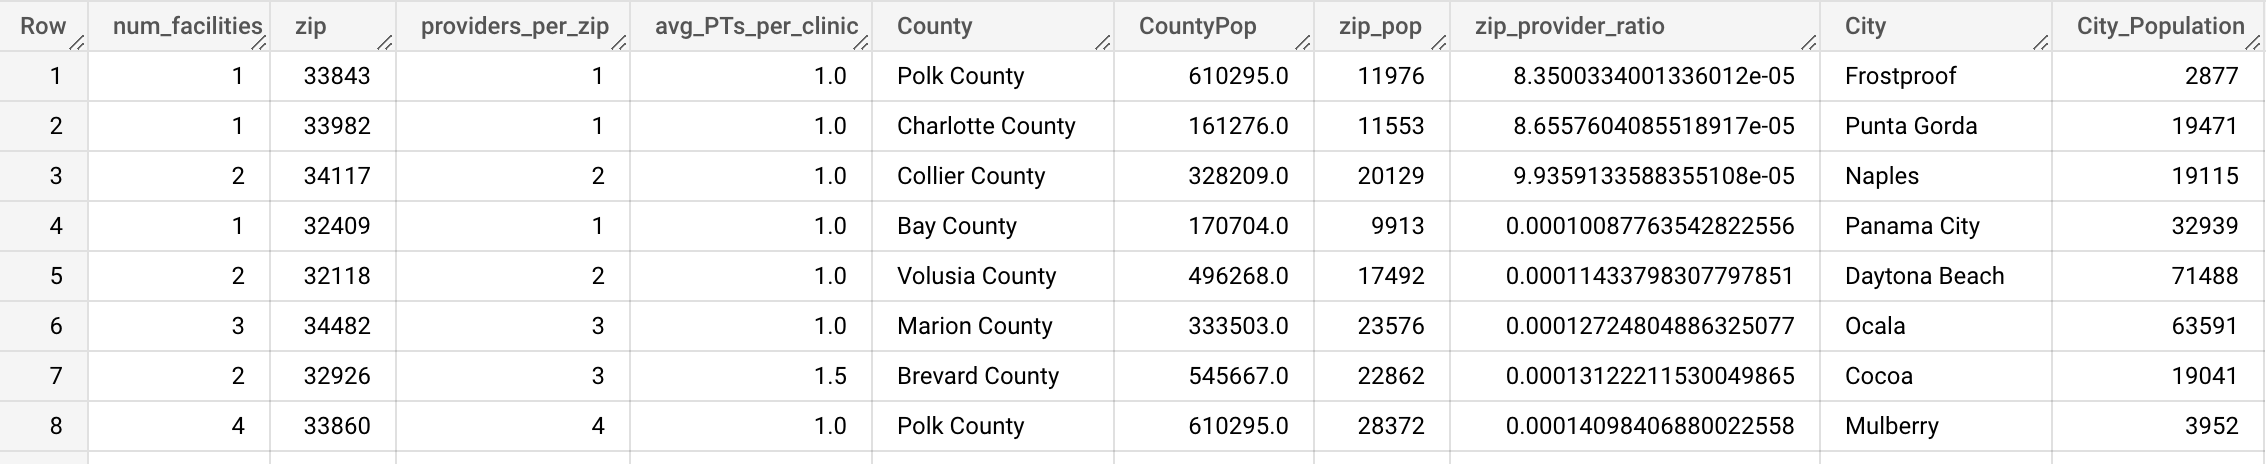 Row num_facilities zip providers_per_zip avg_PTs_per_clinic County CountyPop zip_pop zip_provider_ratio City City_Population
1 1 33843 1 1.0 Polk County 610295.0 11976 8.3500334001336012e-05 Frostproof 2877
2 1 33982 1 1.0 Charlotte County 161276.0 11553 8.6557604085518917e-05 Punta Gorda 19471
3 2 34117 2 1.0 Collier County 328209.0 20129 9.9359133588355108e-05 Naples 19115
4 1 32409 1 1.0 Bay County 170704.0 9913 0.00010087763542822556 Panama City 32939
5 2 32118 2 1.0 Volusia County 496268.0 17492 0.00011433798307797851 Daytona Beach 71488
6 3 34482 3 1.0 Marion County 333503.0 23576 0.00012724804886325077 Ocala 63591
7 2 32926 3 1.5 Brevard County 545667.0 22862 0.00013122211530049865 Cocoa 19041
8 4 33860 4 1.0 Polk County 610295.0 28372 0.00014098406880022558 Mulberry 3952